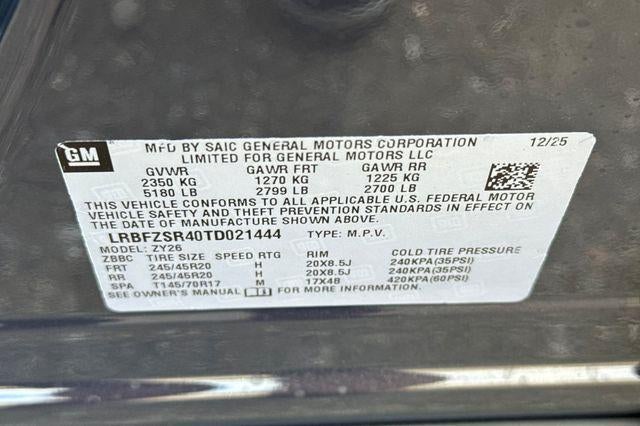 GM
MFD BY SAIC GENERAL MOTORS CORPORATION 12/25
LIMITED FOR GENERAL MOTORS LLC
GVWR GAWR FRT GAWR RR
2350 KG 1270 KG 1225 KG
5180 LB 2799 LB 2700 LB
THIS VEHICLE CONFORMS TO ALL APPLICABLE U.S. FEDERAL MOTOR
VEHICLE SAFETY AND THEFT PREVENTION STANDARDS IN EFFECT ON
THE DATE OF MANUFACTURE SHOWN ABOVE.
LRBFZSR40TD021444 TYPE: M.P.V.
MODEL: ZY26
ZBBC TIRE SIZE SPEED RTG RIM COLD TIRE PRESSURE
FRT 245/45R20 H 20X8.5J 240KPA(35PSI)
RR 245/45R20 H 20X8.5J 240KPA(35PSI)
SPA T145/70R17 M 17X4B 420KPA(60PSI)
SEE OWNER'S MANUAL FOR MORE INFORMATION.